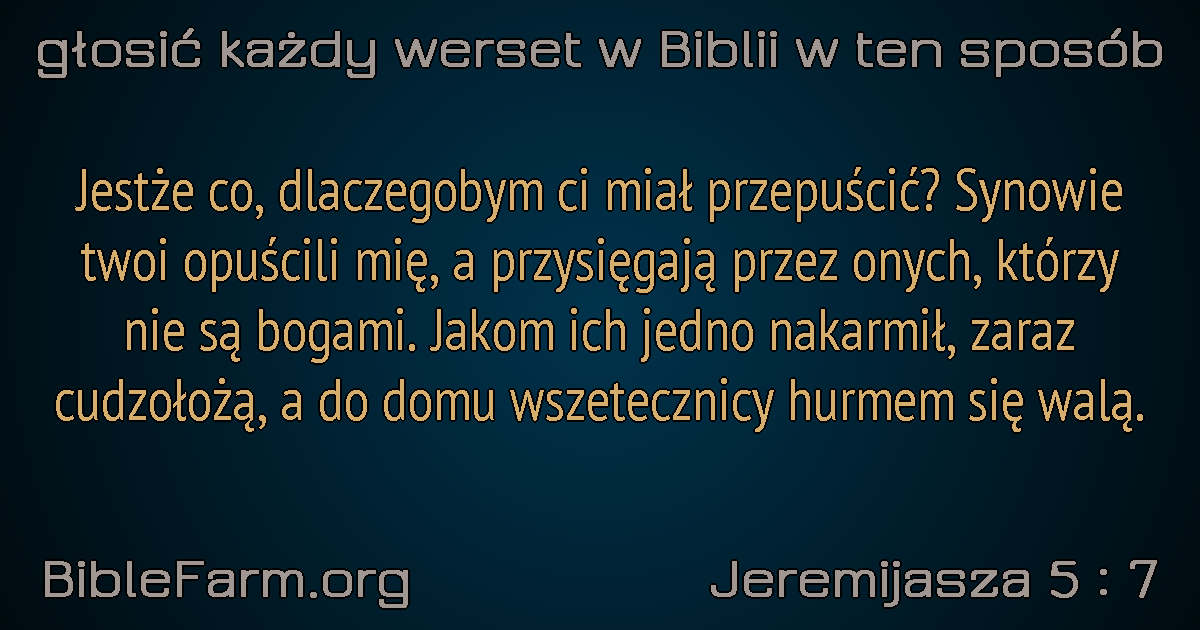 głosić każdy werset w Biblii w ten sposób
Jestże co, dlaczegobym ci miał przepuścić? Synowie
twoi opuścili mię, a przysięgają przez onych, którzy
nie są bogami. Jakom ich jedno nakarmił, zaraz
cudzołożą, a do domu wszetecznicy hurmem się walą.
BibleFarm.org
Jeremijasza 5 : 7